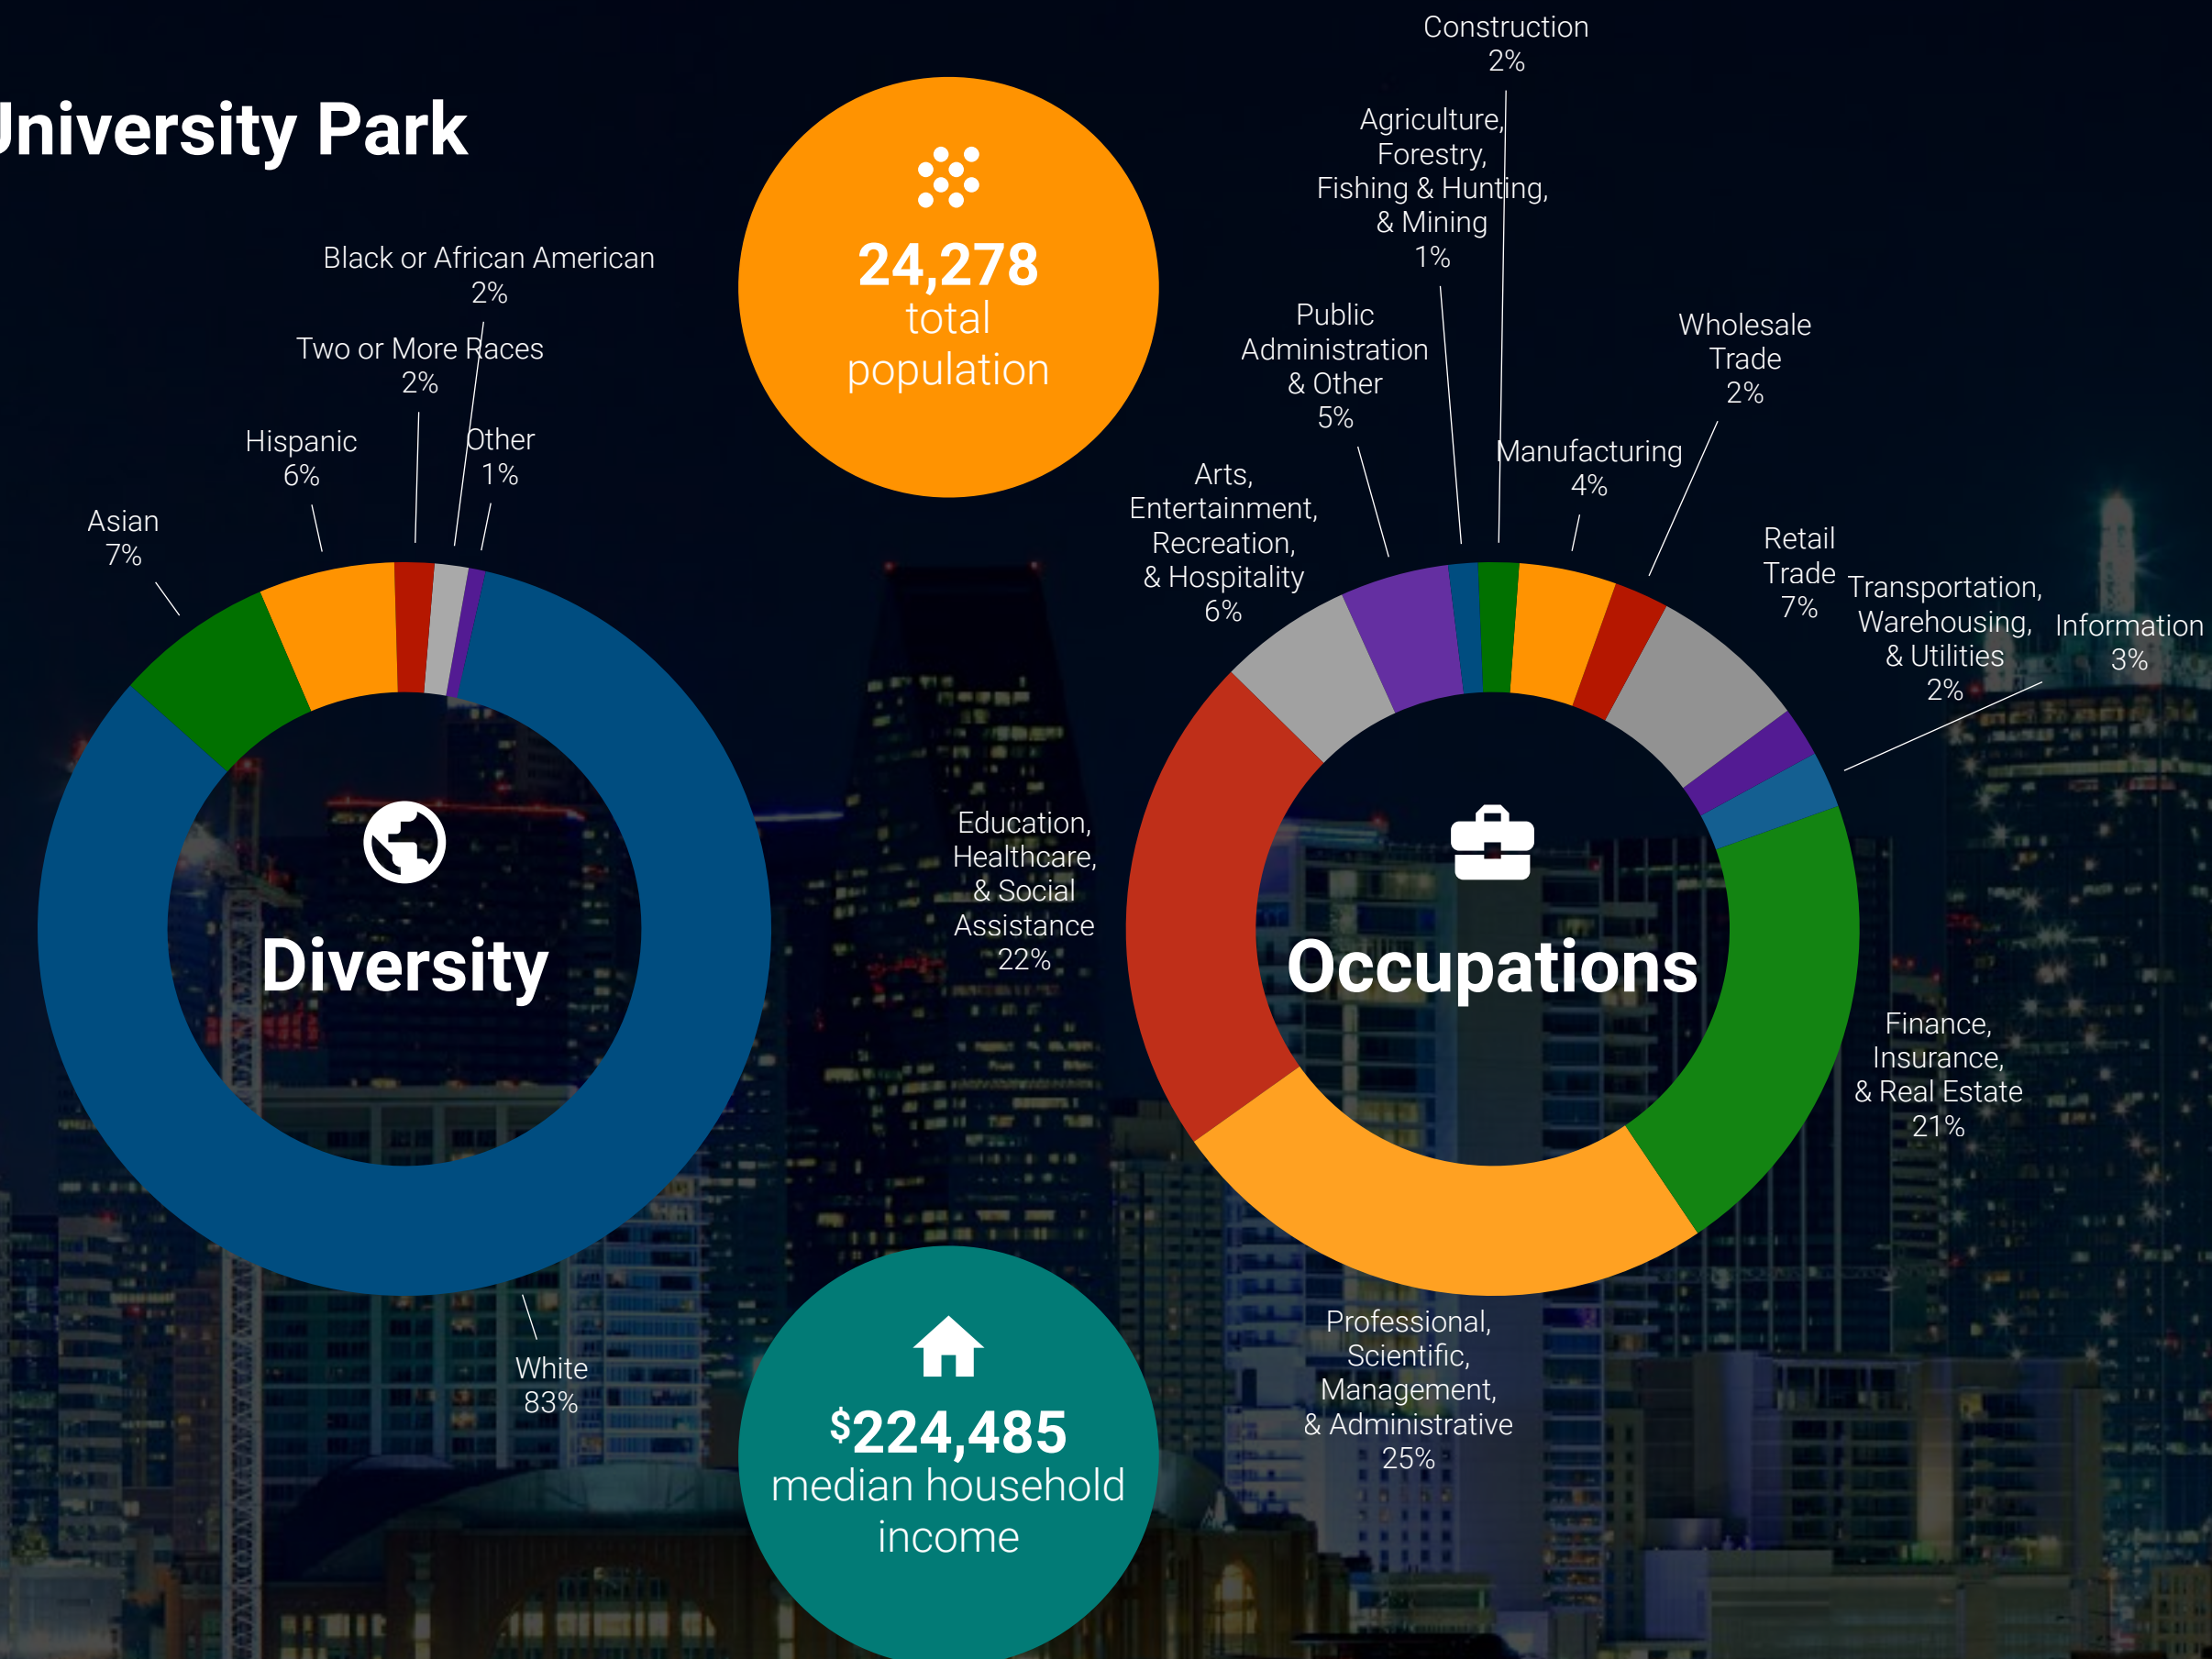 University Park
24,278
total
population
Black or African American
2%
Two or More Races
2%
Hispanic
6%
Other
1%
Asian
7%
Diversity
White
83%
$224,485
median household
income
Construction
2%
Agriculture,
Forestry,
Fishing & Hunting,
& Mining
1%
Public
Administration
& Other
5%
Arts,
Entertainment,
Recreation,
& Hospitality
6%
Manufacturing
4%
Wholesale
Trade
2%
Retail
Trade
7%
Transportation,
Warehousing,
& Utilities
2%
Information
3%
Education,
Healthcare,
& Social
Assistance
22%
Occupations
Finance,
Insurance,
& Real Estate
21%
Professional,
Scientific,
Management,
& Administrative
25%